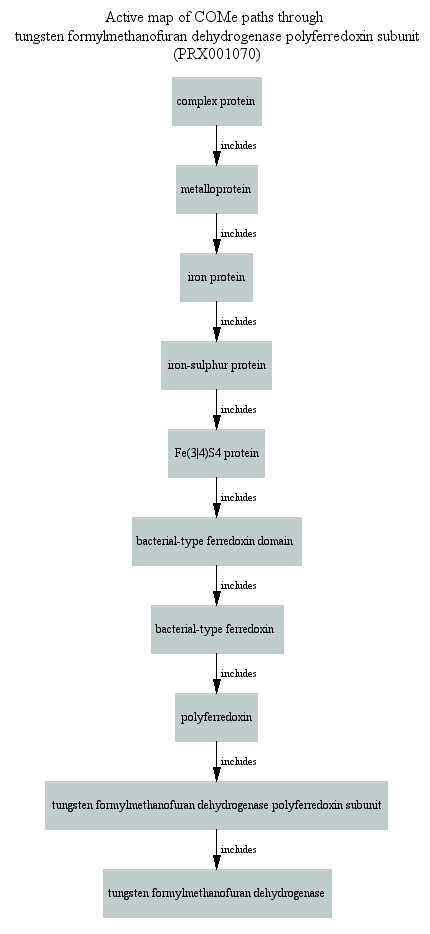 Active map of COMe paths through
tungsten formylmethanofuran dehydrogenase polyferredoxin subunit
(PRX001070)
complex protein
includes
metalloprotein
includes
iron protein
includes
iron-sulphur protein
includes
Fe(3|4)S4 protein
includes
bacterial-type ferredoxin domain
includes
bacterial-type ferredoxin
includes
polyferredoxin
includes
tungsten formylmethanofuran dehydrogenase polyferredoxin subunit
includes
tungsten formylmethanofuran dehydrogenase